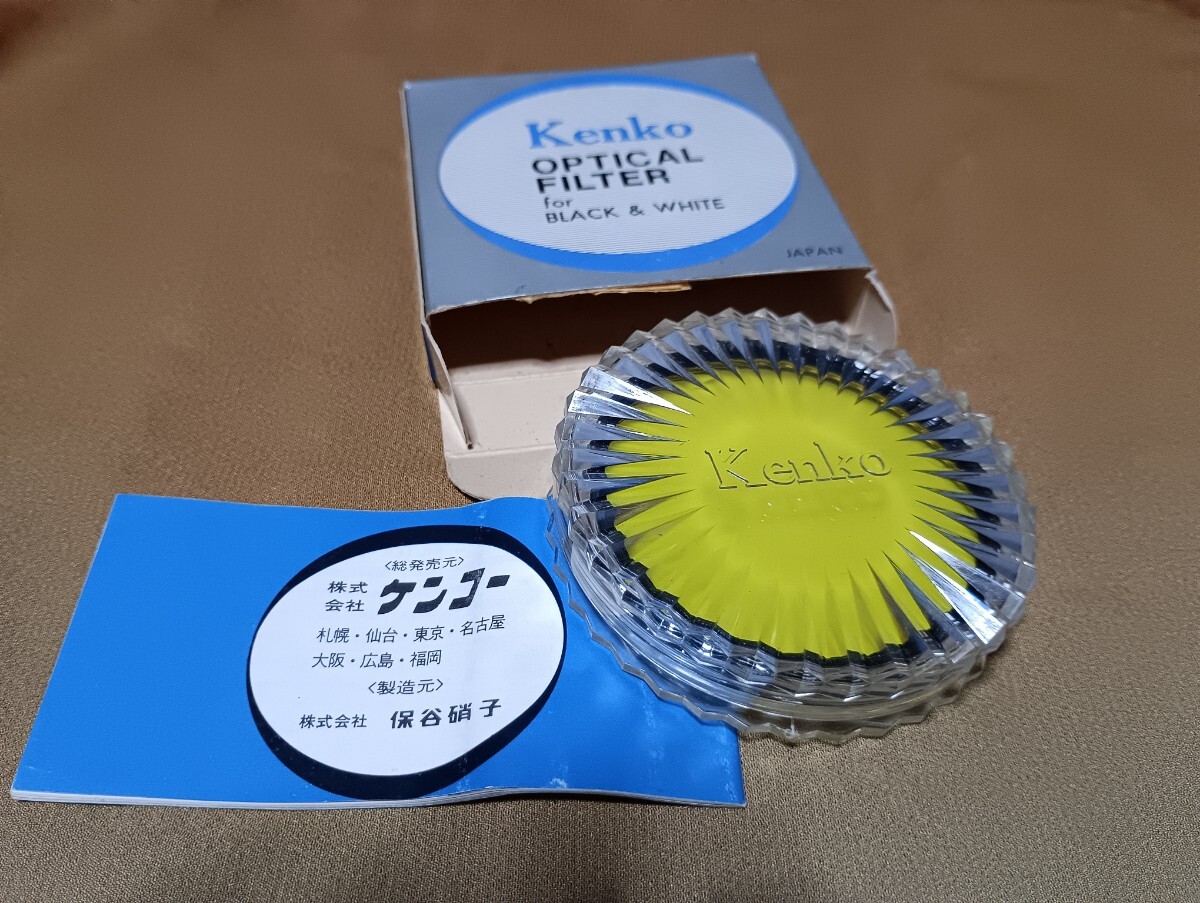 Kenko
OPTICAL
FILTER
for
BLACK & WHITE
JAPAN
Kenko
〈総発売元〉
株式会社 ケンコー
札幌・仙台・東京・名古屋
大阪・広島・福岡
〈製造元〉
株式会社 保谷硝子